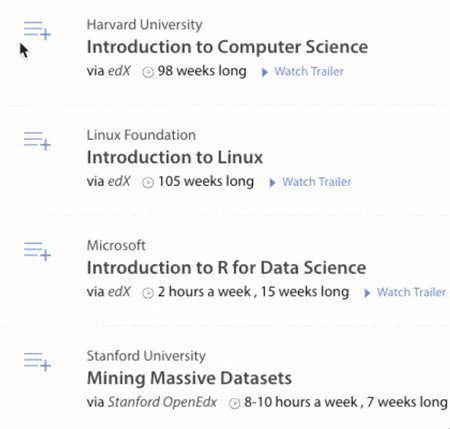 Harvard University
Introduction to Computer Science
via edX 98 weeks long Watch Trailer
Linux Foundation
Introduction to Linux
via edX 105 weeks long Watch Trailer
Microsoft
Introduction to R for Data Science
via edX 2 hours a week , 15 weeks long Watch Trailer
Stanford University
Mining Massive Datasets
via Stanford OpenEdx 8-10 hours a week , 7 weeks long